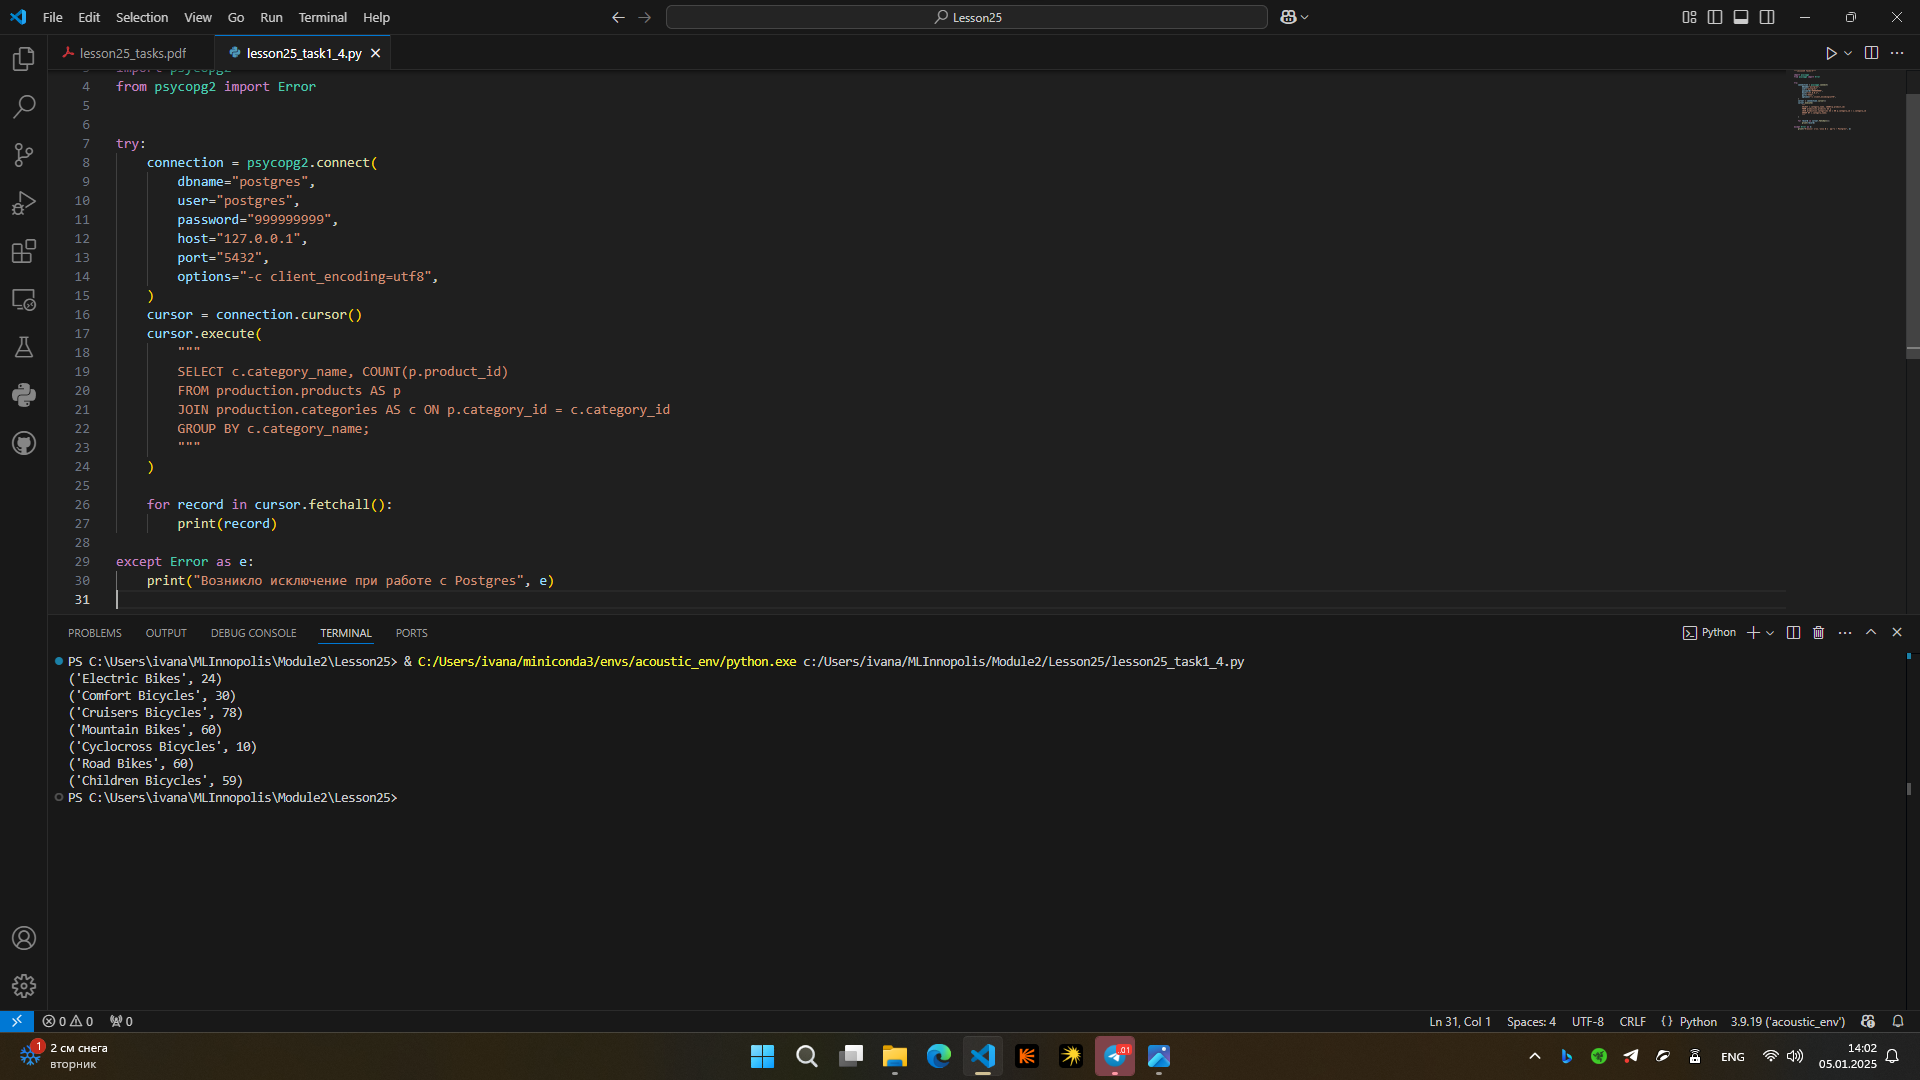 File Edit Selection View Go Run Terminal Help
Lesson25
lesson25_tasks.pdf
lesson25_task1_4.py
3 import psycopg2
4 from psycopg2 import Error
5
6
7 try:
8 connection = psycopg2.connect(
9 dbname="postgres",
10 user="postgres",
11 password="999999999",
12 host="127.0.0.1",
13 port="5432",
14 options="-c client_encoding=utf8",
15 )
16 cursor = connection.cursor()
17 cursor.execute(
18 """
19 SELECT c.category_name, COUNT(p.product_id)
20 FROM production.products AS p
21 JOIN production.categories AS c ON p.category_id = c.category_id
22 GROUP BY c.category_name;
23 """
24 )
25
26 for record in cursor.fetchall():
27 print(record)
28
29 except Error as e:
30 print("Возникло исключение при работе с Postgres", e)
31
PROBLEMS OUTPUT DEBUG CONSOLE TERMINAL PORTS
Python
PS C:\Users\ivana\MLInnopolis\Module2\Lesson25> & C:/Users/ivana/miniconda3/envs/acoustic_env/python.exe c:/Users/ivana/MLInnopolis/Module2/Lesson25/lesson25_task1_4.py
('Electric Bikes', 24)
('Comfort Bicycles', 30)
('Cruisers Bicycles', 78)
('Mountain Bikes', 60)
('Cyclocross Bicycles', 10)
('Road Bikes', 60)
('Children Bicycles', 59)
PS C:\Users\ivana\MLInnopolis\Module2\Lesson25>
0 0 0
Ln 31, Col 1 Spaces: 4 UTF-8 CRLF {} Python 3.9.19 ('acoustic_env')
1
2 см снега
вторник
ENG
14:02
05.01.2025